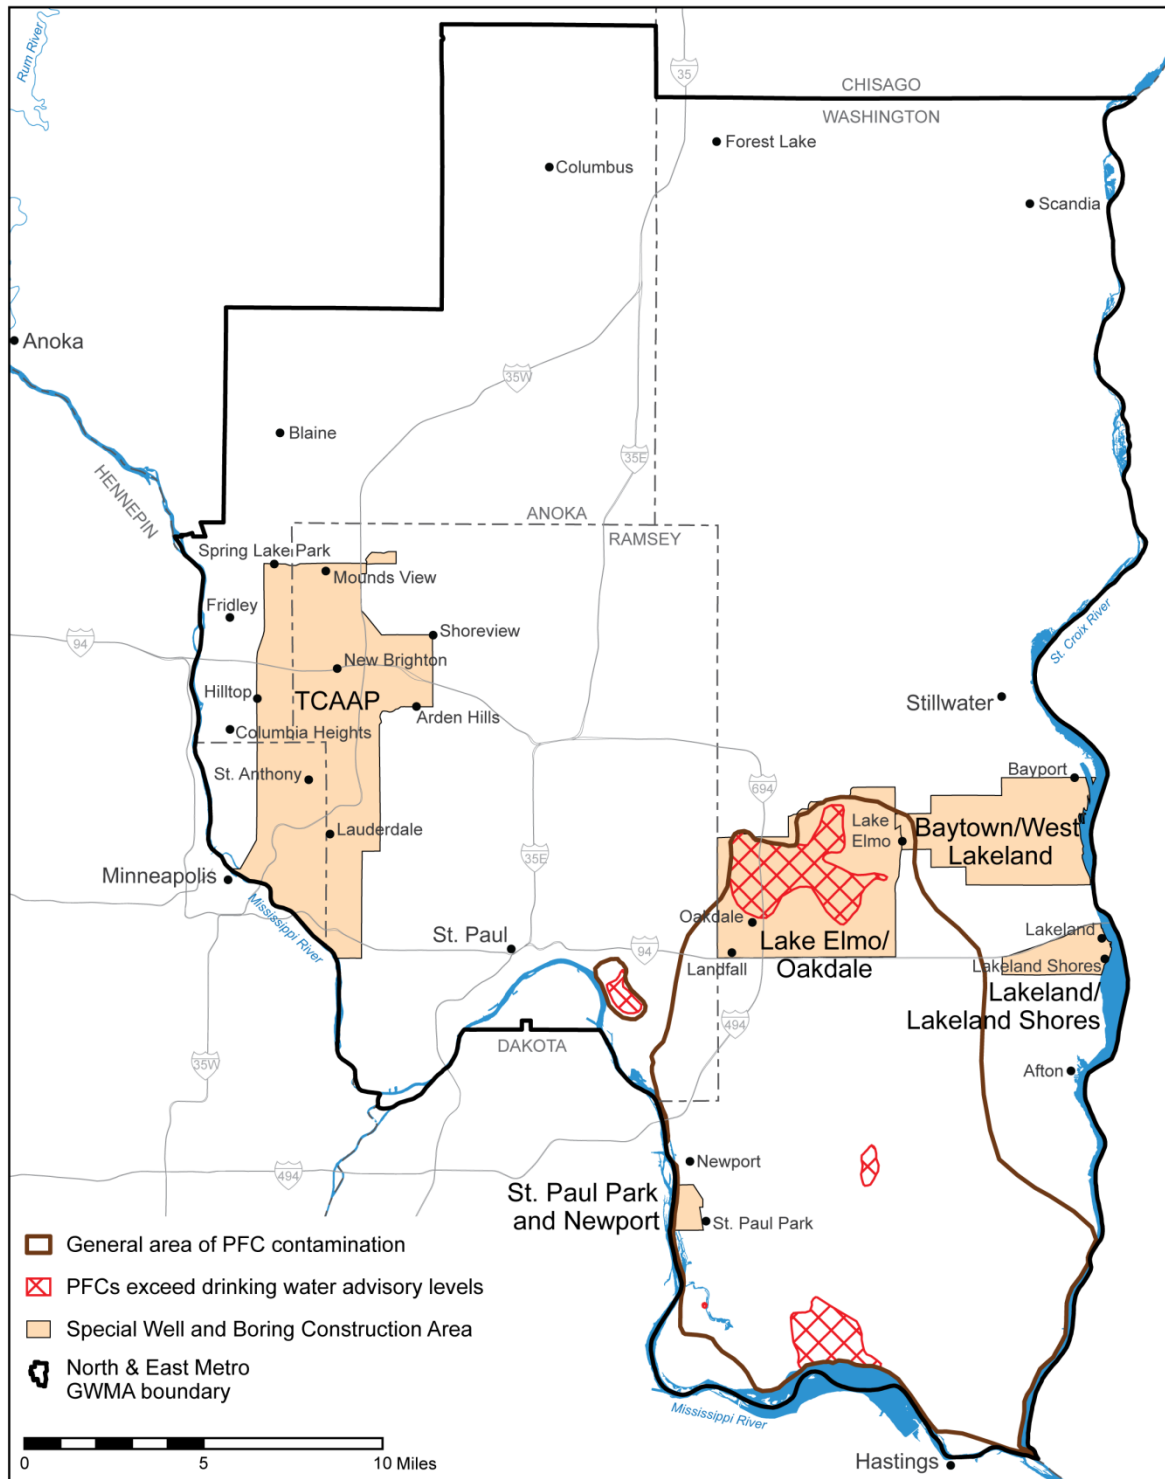 Rum River
35
CHISAGO
WASHINGTON
Forest Lake
Columbus
Scandia
Anoka
35W
Blaine
35E
HENNEPIN
ANOKA
RAMSEY
Spring Lake Park
Mounds View
Fridley
Shoreview
94
St. Croix River
New Brighton
Hilltop
TCAAP
Stillwater
Arden Hills
Columbia Heights
St. Anthony
Bayport
694
Lake
Elmo
Baytown/West
Lakeland
Lauderdale
35E
Minneapolis
Mississippi River
Oakdale
St. Paul
94
Landfall
Lake Elmo/
Oakdale
Lakeland
Lakeland Shores
Lakeland/
Lakeland Shores
494
DAKOTA
35W
Afton
Newport
494
St. Paul Park
and Newport
St. Paul Park
General area of PFC contamination
PFCs exceed drinking water advisory levels
Special Well and Boring Construction Area
North & East Metro
GWMA boundary
Mississippi River
0 5 10 Miles
Hastings